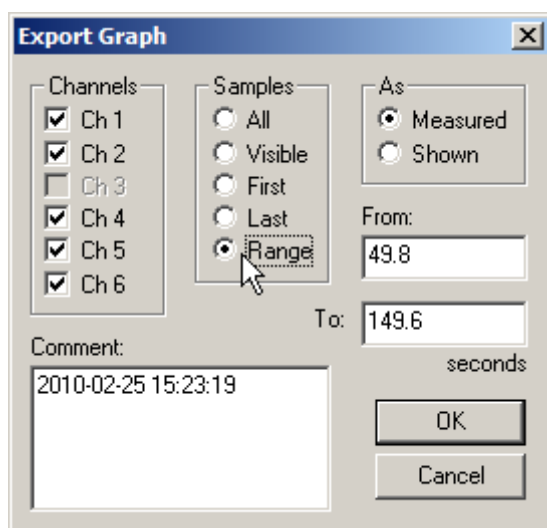 Export Graph
Channels
Ch 1
Ch 2
Ch 3
Ch 4
Ch 5
Ch 6
Samples
All
Visible
First
Last
Range
As
Measured
Shown
From:
49.8
To:
149.6
seconds
Comment:
2010-02-25 15:23:19
OK
Cancel